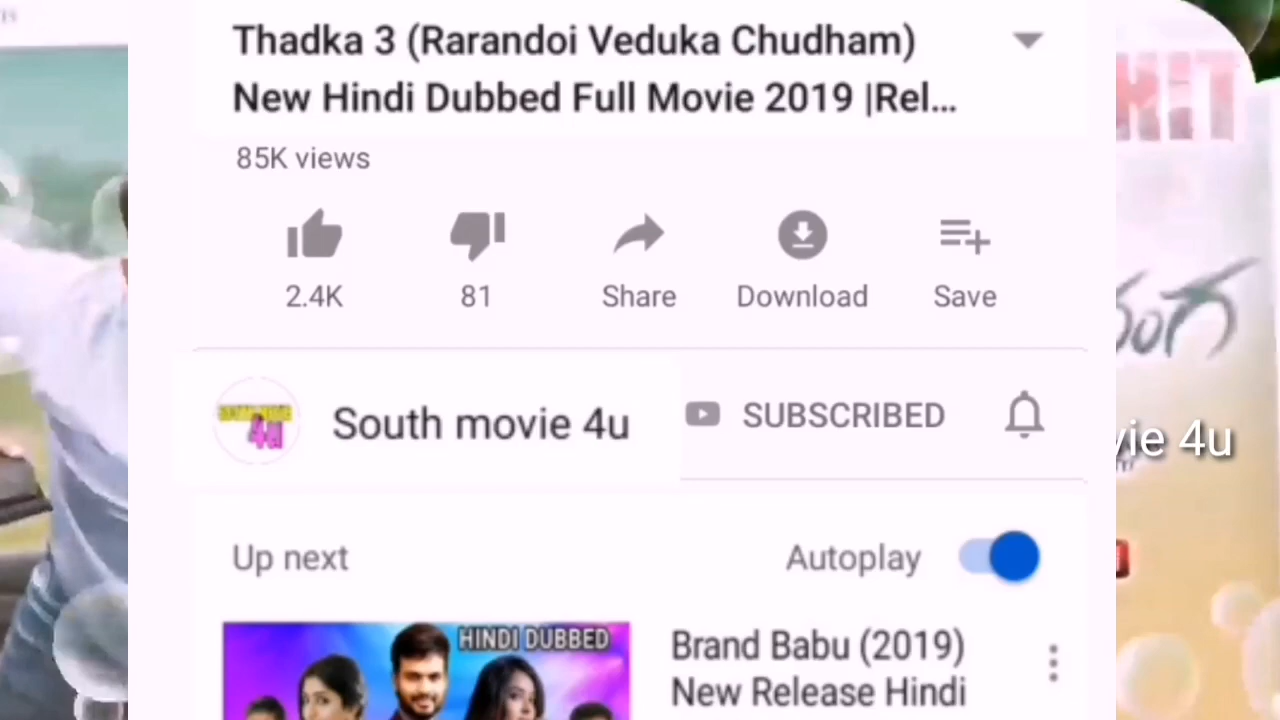 Thadka 3 (Rarandoi Veduka Chudham)
New Hindi Dubbed Full Movie 2019 |Rel...
85K views
2.4K
81
Share
Download
Save
4u
South movie 4u
SUBSCRIBED
4u
Up next
Autoplay
HINDI DUBBED
Brand Babu (2019)
New Release Hindi